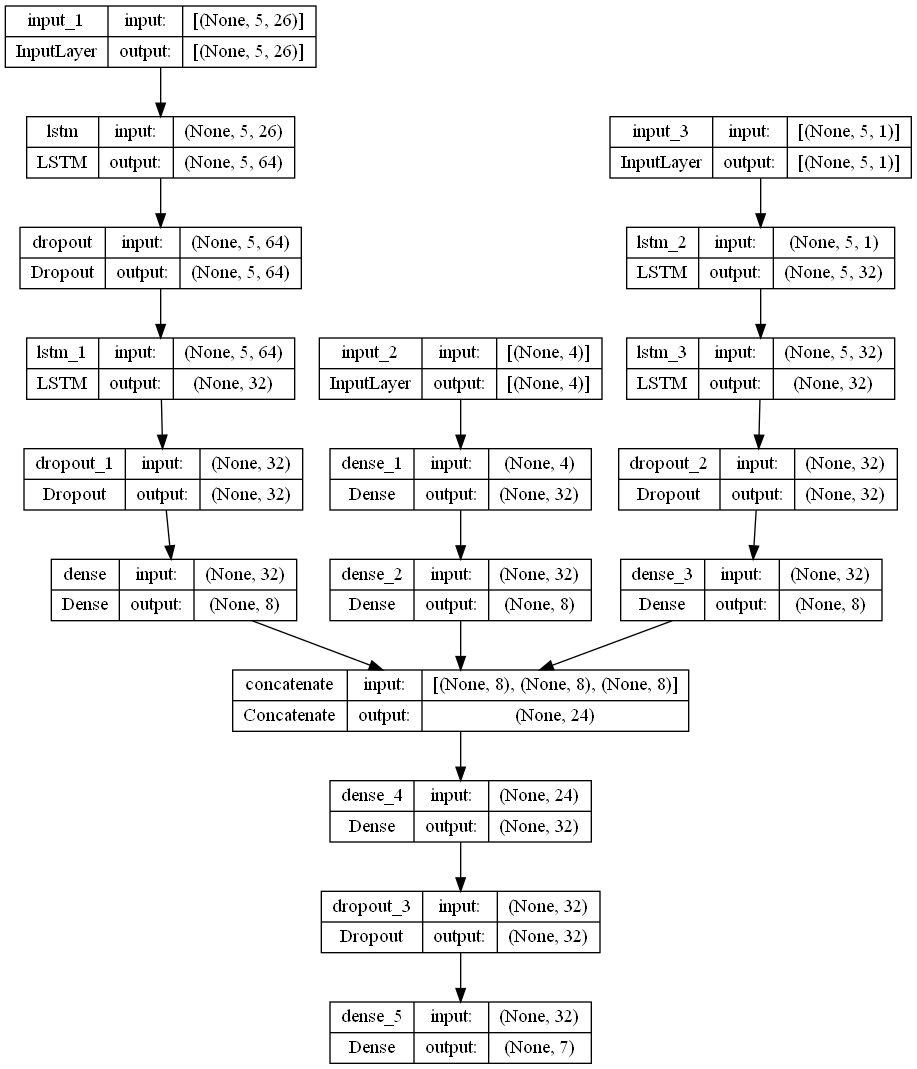 input_1 input: [(None, 5, 26)]
InputLayer output: [(None, 5, 26)]
lstm input: (None, 5, 26)
LSTM output: (None, 5, 64)
input_3 input: [(None, 5, 1)]
InputLayer output: [(None, 5, 1)]
dropout input: (None, 5, 64)
Dropout output: (None, 5, 64)
lstm_2 input: (None, 5, 1)
LSTM output: (None, 5, 32)
lstm_1 input: (None, 5, 64)
LSTM output: (None, 32)
input_2 input: [(None, 4)]
InputLayer output: [(None, 4)]
lstm_3 input: (None, 5, 32)
LSTM output: (None, 32)
dropout_1 input: (None, 32)
Dropout output: (None, 32)
dense_1 input: (None, 4)
Dense output: (None, 32)
dropout_2 input: (None, 32)
Dropout output: (None, 32)
dense input: (None, 32)
Dense output: (None, 8)
dense_2 input: (None, 32)
Dense output: (None, 8)
dense_3 input: (None, 32)
Dense output: (None, 8)
concatenate input: [(None, 8), (None, 8), (None, 8)]
Concatenate output: (None, 24)
dense_4 input: (None, 24)
Dense output: (None, 32)
dropout_3 input: (None, 32)
Dropout output: (None, 32)
dense_5 input: (None, 32)
Dense output: (None, 7)